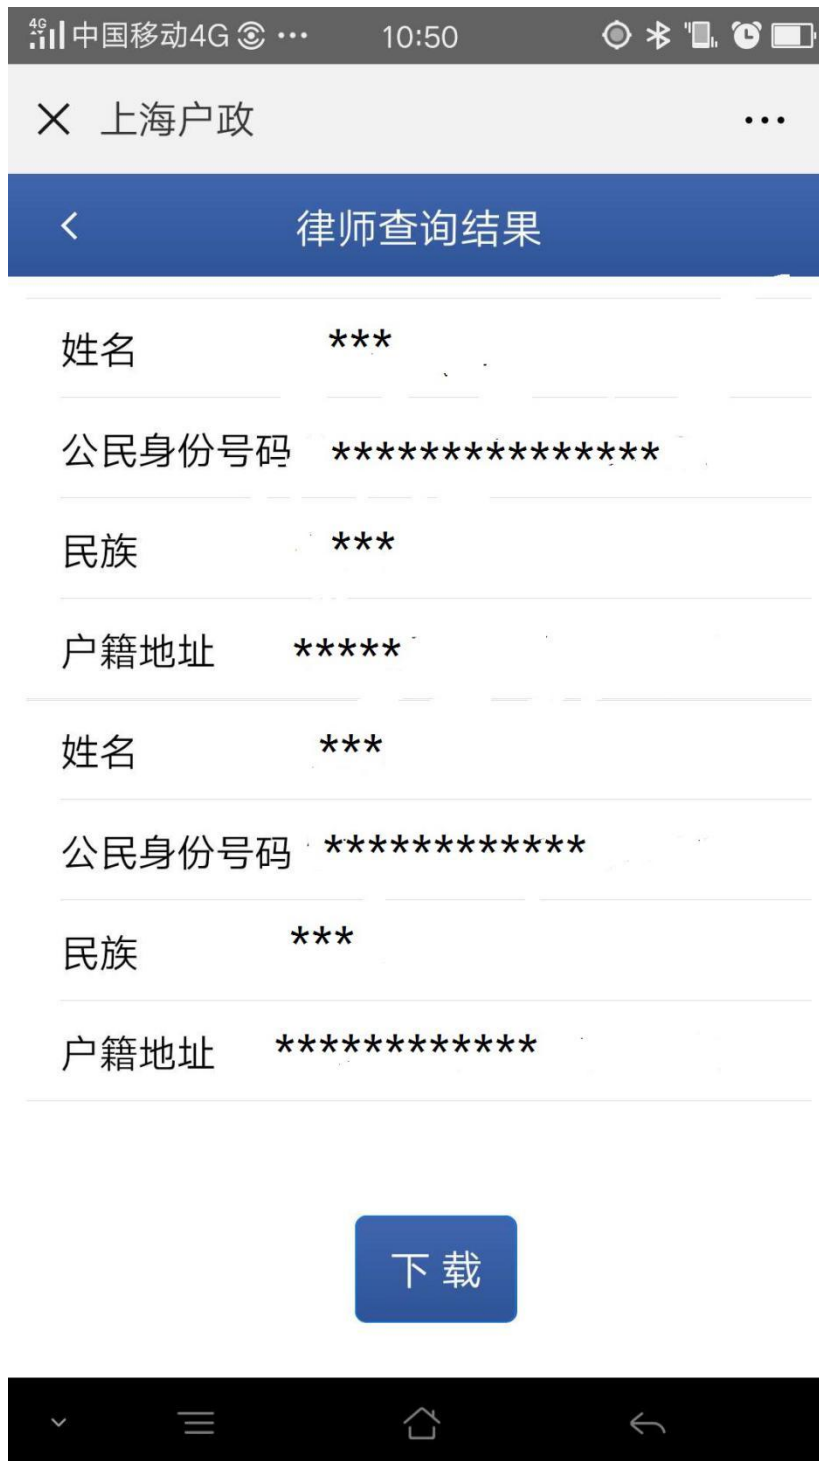 4G 中国移动4G ··· 10:50
上海户政 ···
律师查询结果
姓名 ***
公民身份号码 ***************
民族 ***
户籍地址 *****
姓名 ***
公民身份号码 ************
民族 ***
户籍地址 ************
下载